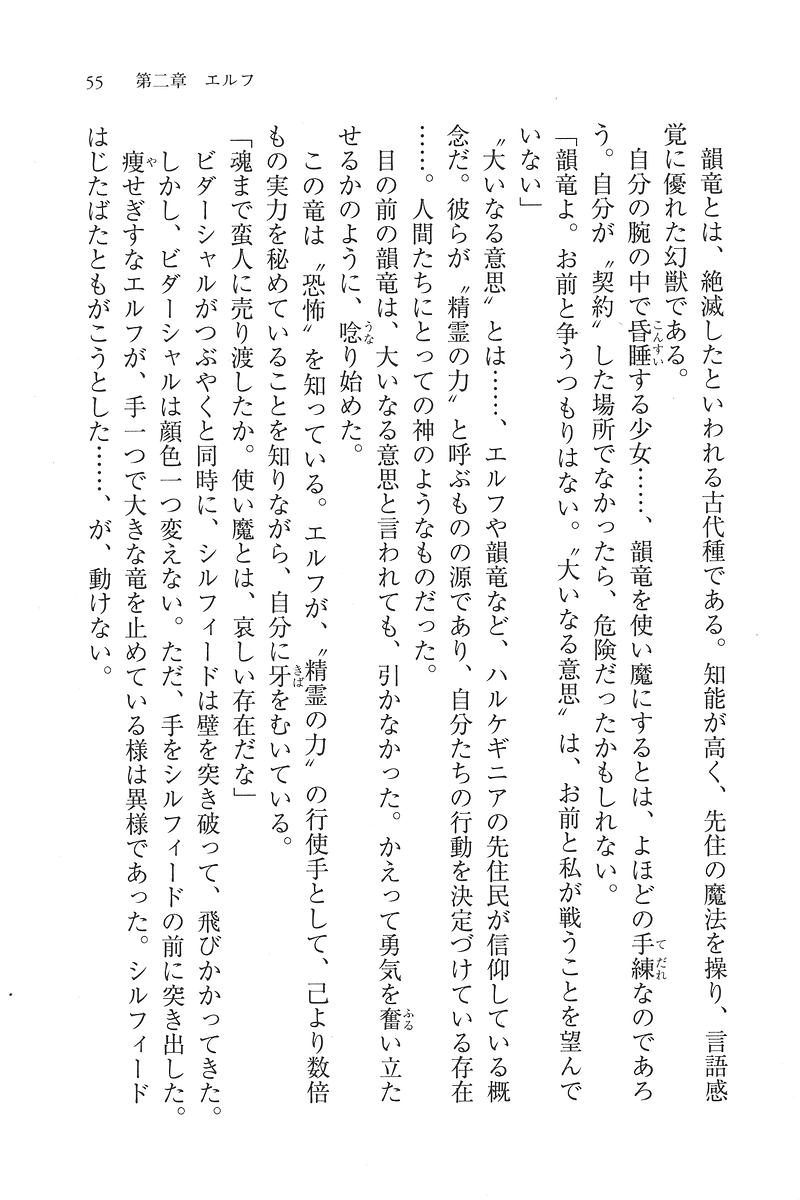 55　第二章　エルフ
　韻竜とは、絶滅したといわれる古代種である。知能が高く、先住の魔法を操り、言語感
覚に優れた幻獣である。
　自分の腕の中で昏睡する少女……、韻竜を使い魔にするとは、よほどの手練なのであろ
う。自分が〝契約〟した場所でなかったら、危険だったかもしれない。
「韻竜よ。お前と争うつもりはない。〝大いなる意思〟は、お前と私が戦うことを望んで
いない」
〝大いなる意思〟とは……、エルフや韻竜など、ハルケギニアの先住民が信仰している概
念だ。彼らが〝精霊の力〟と呼ぶものの源であり、自分たちの行動を決定づけている存在
……。人間たちにとっての神のようなものだった。
　目の前の韻竜は、大いなる意思と言われても、引かなかった。かえって勇気を奮い立た
せるかのように、唸り始めた。
　この竜は〝恐怖〟を知っている。エルフが、〝精霊の力〟の行使手として、己より数倍
もの実力を秘めていることを知りながら、自分に牙をむいている。
「魂まで蛮人に売り渡したか。使い魔とは、哀しい存在だな」
　ビダーシャルがつぶやくと同時に、シルフィードは壁を突き破って、飛びかかってきた。
　しかし、ビダーシャルは顔色一つ変えない。ただ、手をシルフィードの前に突き出した。
　痩せぎすなエルフが、手一つで大きな竜を止めている様は異様であった。シルフィード
はじたばたともがこうとした……、が、動けない。